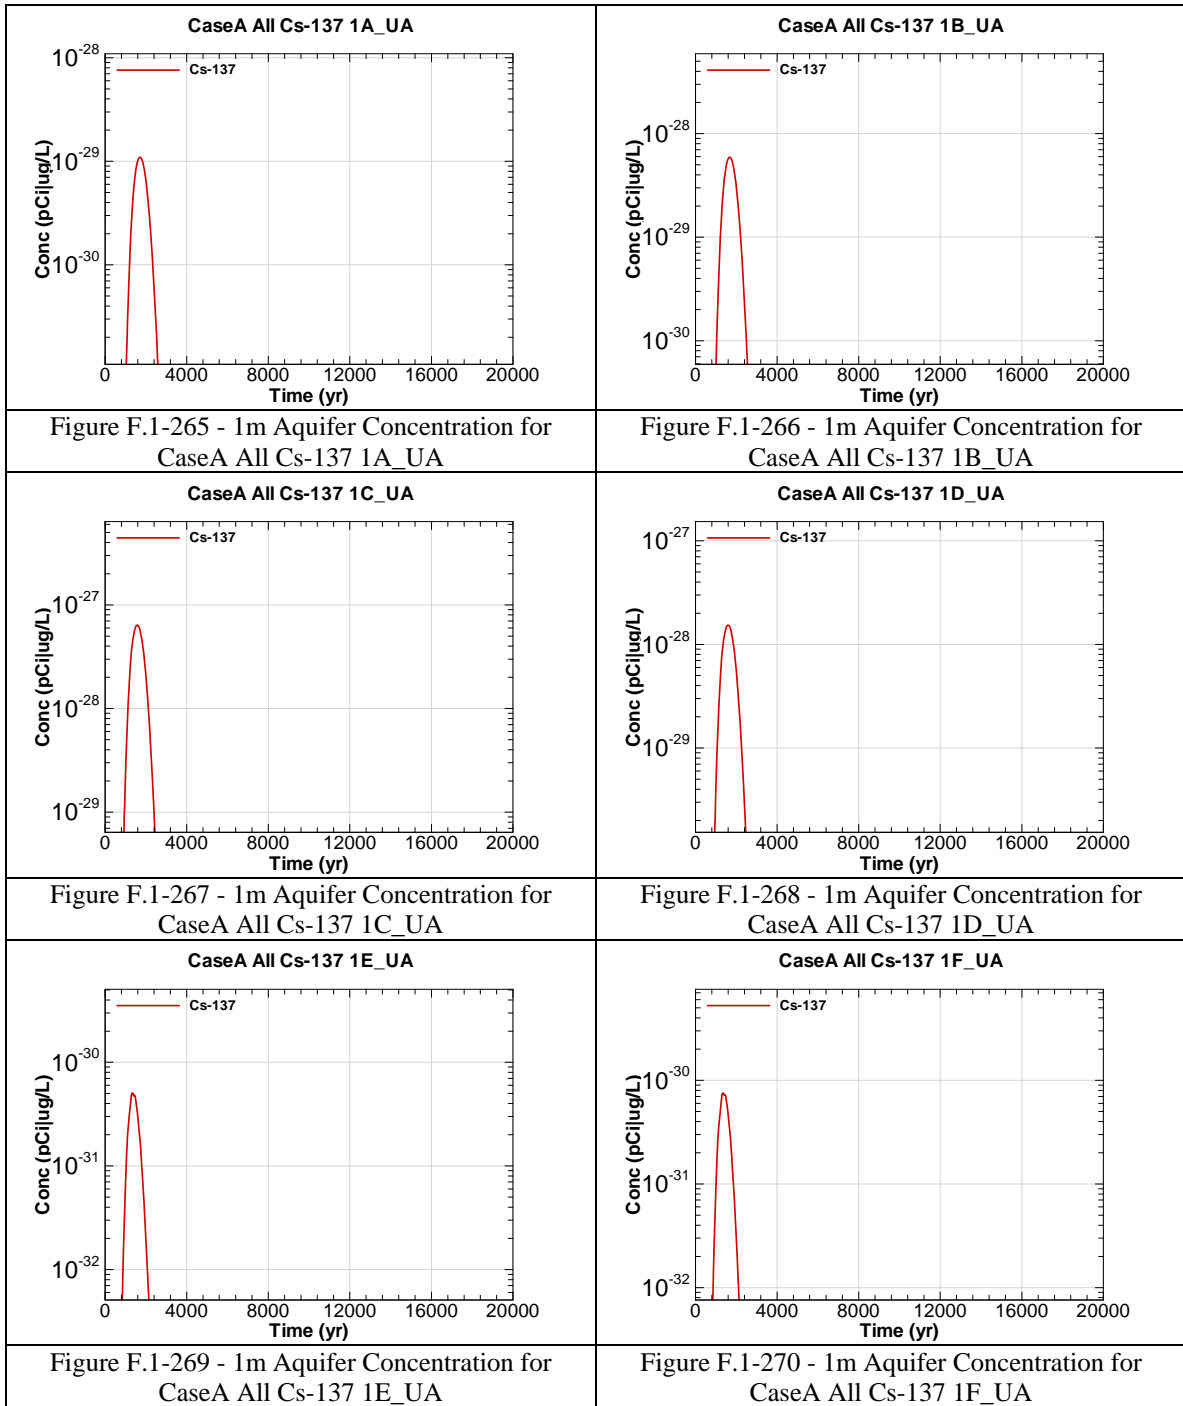 CaseA All Cs-137 1A_UA
Cs-137
10-28
10-29
10-30
Conc (pCi|ug/L)
0 4000 8000 12000 16000 20000
Time (yr)
Figure F.1-265 - 1m Aquifer Concentration for
CaseA All Cs-137 1A_UA
CaseA All Cs-137 1B_UA
Cs-137
10-28
10-29
10-30
Conc (pCi|ug/L)
0 4000 8000 12000 16000 20000
Time (yr)
Figure F.1-266 - 1m Aquifer Concentration for
CaseA All Cs-137 1B_UA
CaseA All Cs-137 1C_UA
Cs-137
10-27
10-28
10-29
Conc (pCi|ug/L)
0 4000 8000 12000 16000 20000
Time (yr)
Figure F.1-267 - 1m Aquifer Concentration for
CaseA All Cs-137 1C_UA
CaseA All Cs-137 1D_UA
Cs-137
10-27
10-28
10-29
Conc (pCi|ug/L)
0 4000 8000 12000 16000 20000
Time (yr)
Figure F.1-268 - 1m Aquifer Concentration for
CaseA All Cs-137 1D_UA
CaseA All Cs-137 1E_UA
Cs-137
10-30
10-31
10-32
Conc (pCi|ug/L)
0 4000 8000 12000 16000 20000
Time (yr)
Figure F.1-269 - 1m Aquifer Concentration for
CaseA All Cs-137 1E_UA
CaseA All Cs-137 1F_UA
Cs-137
10-30
10-31
10-32
Conc (pCi|ug/L)
0 4000 8000 12000 16000 20000
Time (yr)
Figure F.1-270 - 1m Aquifer Concentration for
CaseA All Cs-137 1F_UA